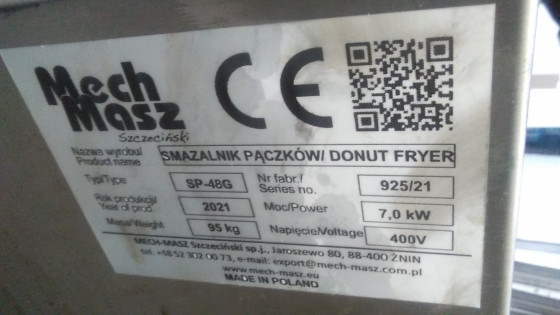 Mech
Masz
Szczeciński
CE
Nazwa wyrobu/
Product name
SMAZALNIK PĄCZKÓW/ DONUT FRYER
Typ/Type SP-48G Nr fabr./
Series no. 925/21
Rok produkcji/
Year of prod. 2021 Moc/Power 7,0 kW
Masa/Weight 95 kg Napięcie/Voltage 400V
MECH-MASZ Szczeciński sp.j., Jaroszewo 80, 88-400 ŻNIN
tel. +48 52 302 00 73, e-mail: export@mech-masz.com.pl
www.mech-masz.eu
MADE IN POLAND